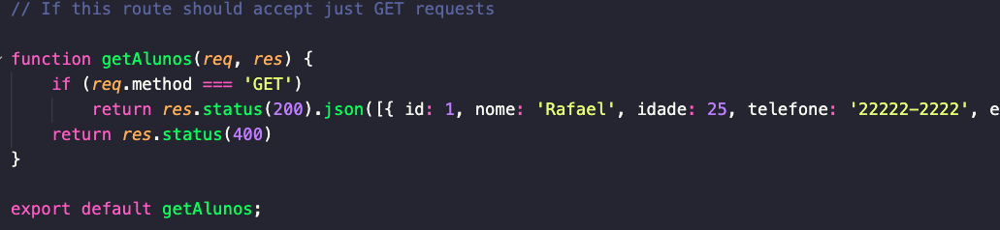 // If this route should accept just GET requests
function getAlunos(req, res) {
if (req.method === 'GET')
return res.status(200).json([{ id: 1, nome: 'Rafael', idade: 25, telefone: '22222-2222', e
return res.status(400)
}
export default getAlunos;